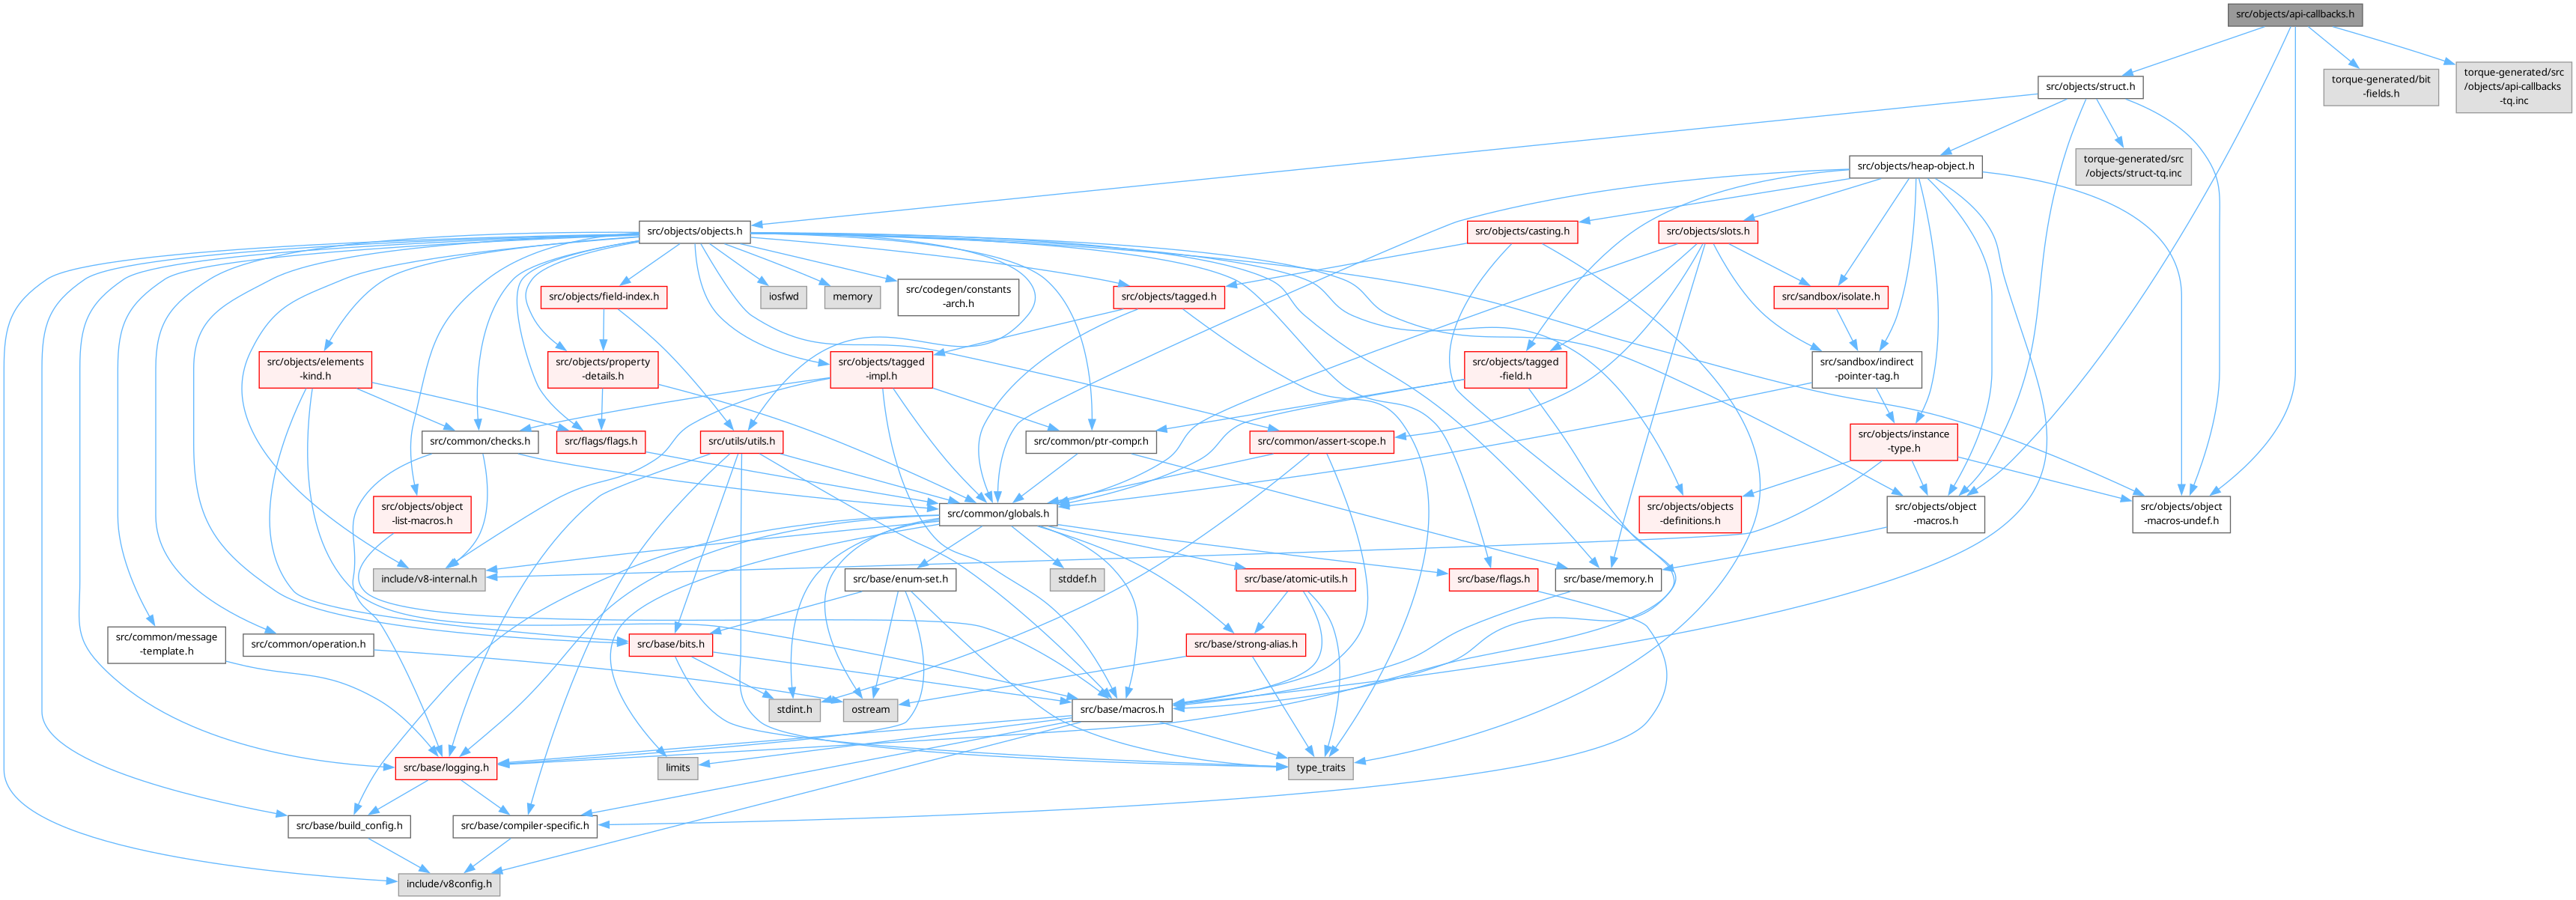 src/objects/api-callbacks.h
src/objects/struct.h
torque-generated/bit
-fields.h
torque-generated/src
/objects/api-callbacks
-tq.inc
src/objects/heap-object.h
torque-generated/src
/objects/struct-tq.inc
src/objects/objects.h
src/objects/casting.h
src/objects/slots.h
src/objects/field-index.h
iosfwd
memory
src/codegen/constants
-arch.h
src/objects/tagged.h
src/sandbox/isolate.h
src/objects/elements
-kind.h
src/objects/property
-details.h
src/objects/tagged
-impl.h
src/objects/tagged
-field.h
src/sandbox/indirect
-pointer-tag.h
src/common/checks.h
src/flags/flags.h
src/utils/utils.h
src/common/ptr-compr.h
src/common/assert-scope.h
src/objects/instance
-type.h
src/objects/object
-list-macros.h
src/common/globals.h
src/objects/objects
-definitions.h
src/objects/object
-macros.h
src/objects/object
-macros-undef.h
include/v8-internal.h
src/base/enum-set.h
stddef.h
src/base/atomic-utils.h
src/base/flags.h
src/base/memory.h
src/common/message
-template.h
src/common/operation.h
src/base/bits.h
src/base/strong-alias.h
stdint.h
ostream
src/base/macros.h
src/base/logging.h
limits
type_traits
src/base/build_config.h
src/base/compiler-specific.h
include/v8config.h